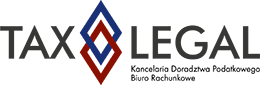 TAX LEGAL
Kancelaria Doradztwa Podatkowego
Biuro Rachunkowe